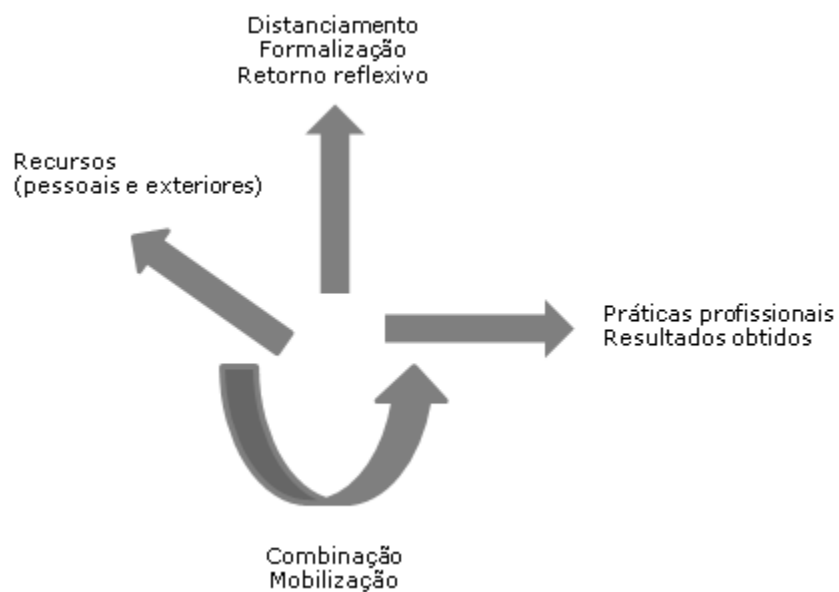 Distanciamento
Formalização
Retorno reflexivo
Recursos
(pessoais e exteriores)
Práticas profissionais
Resultados obtidos
Combinação
Mobilização